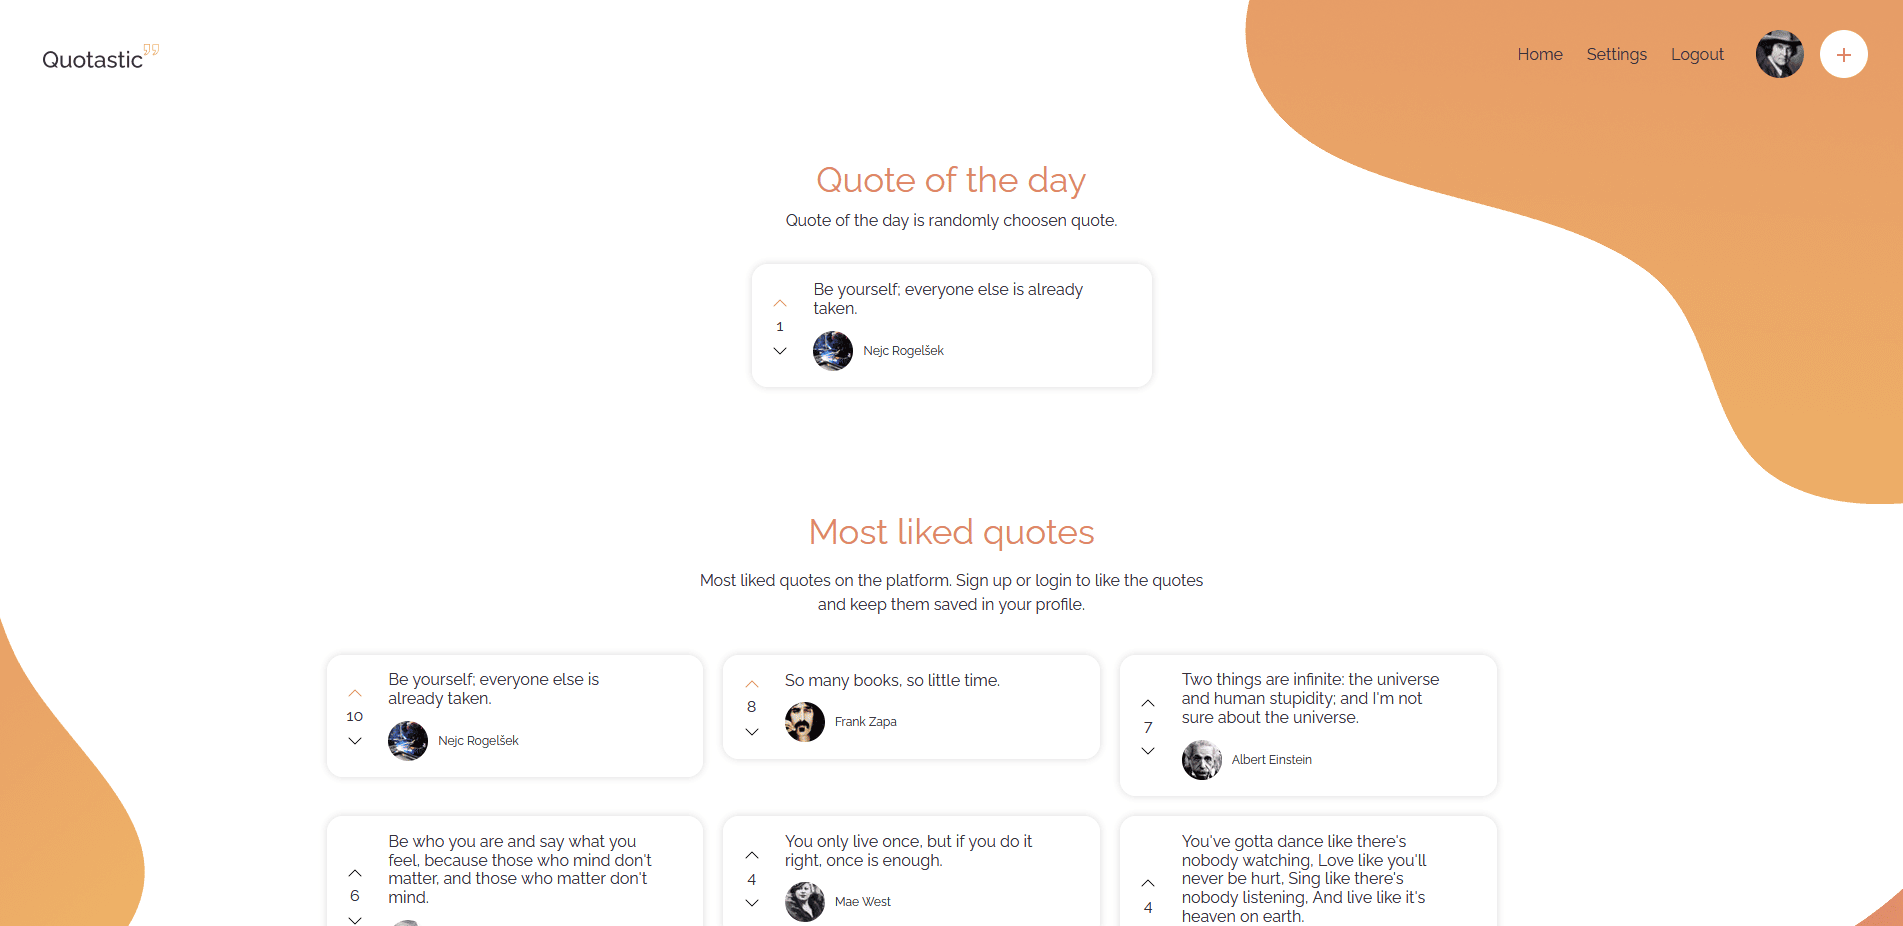 Quotastic
Home Settings Logout
Quote of the day
Quote of the day is randomly choosen quote.
Be yourself; everyone else is already
taken.
1
Nejc Rogelšek
Most liked quotes
Most liked quotes on the platform. Sign up or login to like the quotes
and keep them saved in your profile.
Be yourself; everyone else is
already taken.
10
Nejc Rogelšek
So many books, so little time.
8
Frank Zapa
Two things are infinite: the universe
and human stupidity; and I'm not
sure about the universe.
7
Albert Einstein
Be who you are and say what you
feel, because those who mind don't
matter, and those who matter don't
mind.
6
You only live once, but if you do it
right, once is enough.
4
Mae West
You've gotta dance like there's
nobody watching, Love like you'll
never be hurt, Sing like there's
nobody listening, And live like it's
heaven on earth.
4